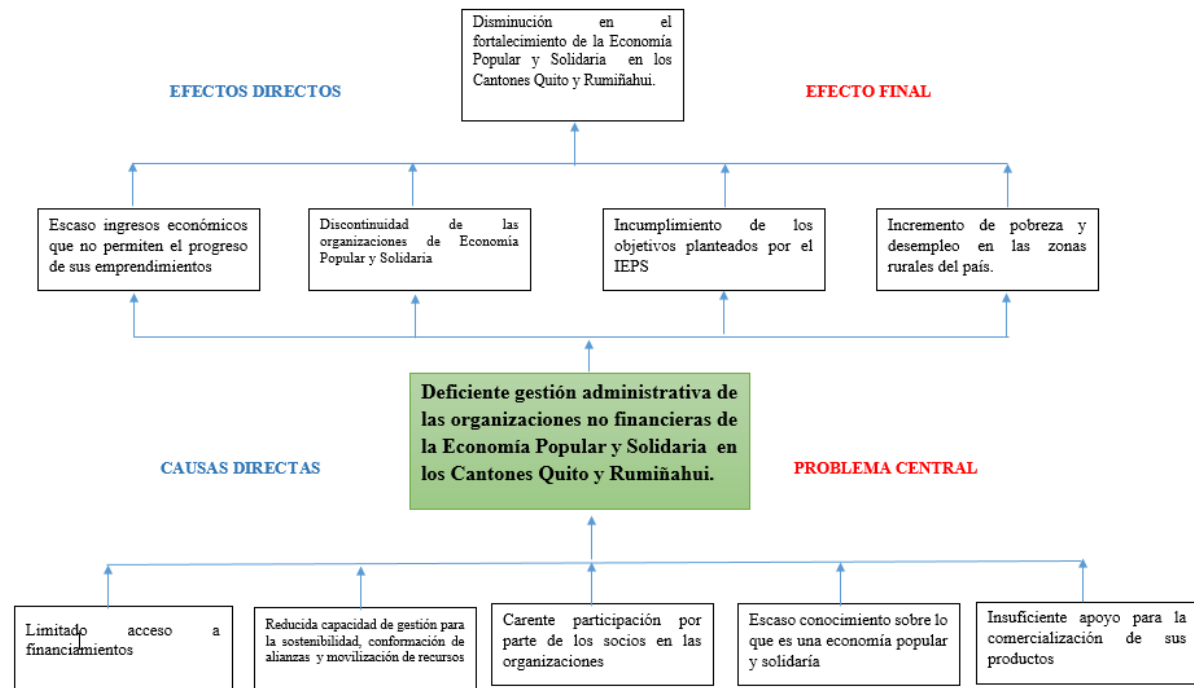 Disminución en el
fortalecimiento de la Economía
Popular y Solidaria en los
Cantones Quito y Rumiñahui.
EFECTOS DIRECTOS
EFECTO FINAL
Escaso ingresos económicos
que no permiten el progreso
de sus emprendimientos
Discontinuidad de las
organizaciones de Economía
Popular y Solidaria
Incumplimiento de los
objetivos planteados por el
IEPS
Incremento de pobreza y
desempleo en las zonas
rurales del país.
Deficiente gestión administrativa de
las organizaciones no financieras de
la Economía Popular y Solidaria en
los Cantones Quito y Rumiñahui.
CAUSAS DIRECTAS
PROBLEMA CENTRAL
Limitado acceso a
financiamientos
Reducida capacidad de gestión para
la sostenibilidad, conformación de
alianzas y movilización de recursos
Carente participación por
parte de los socios en las
organizaciones
Escaso conocimiento sobre lo
que es una economía popular
y solidaría
Insuficiente apoyo para la
comercialización de sus
productos